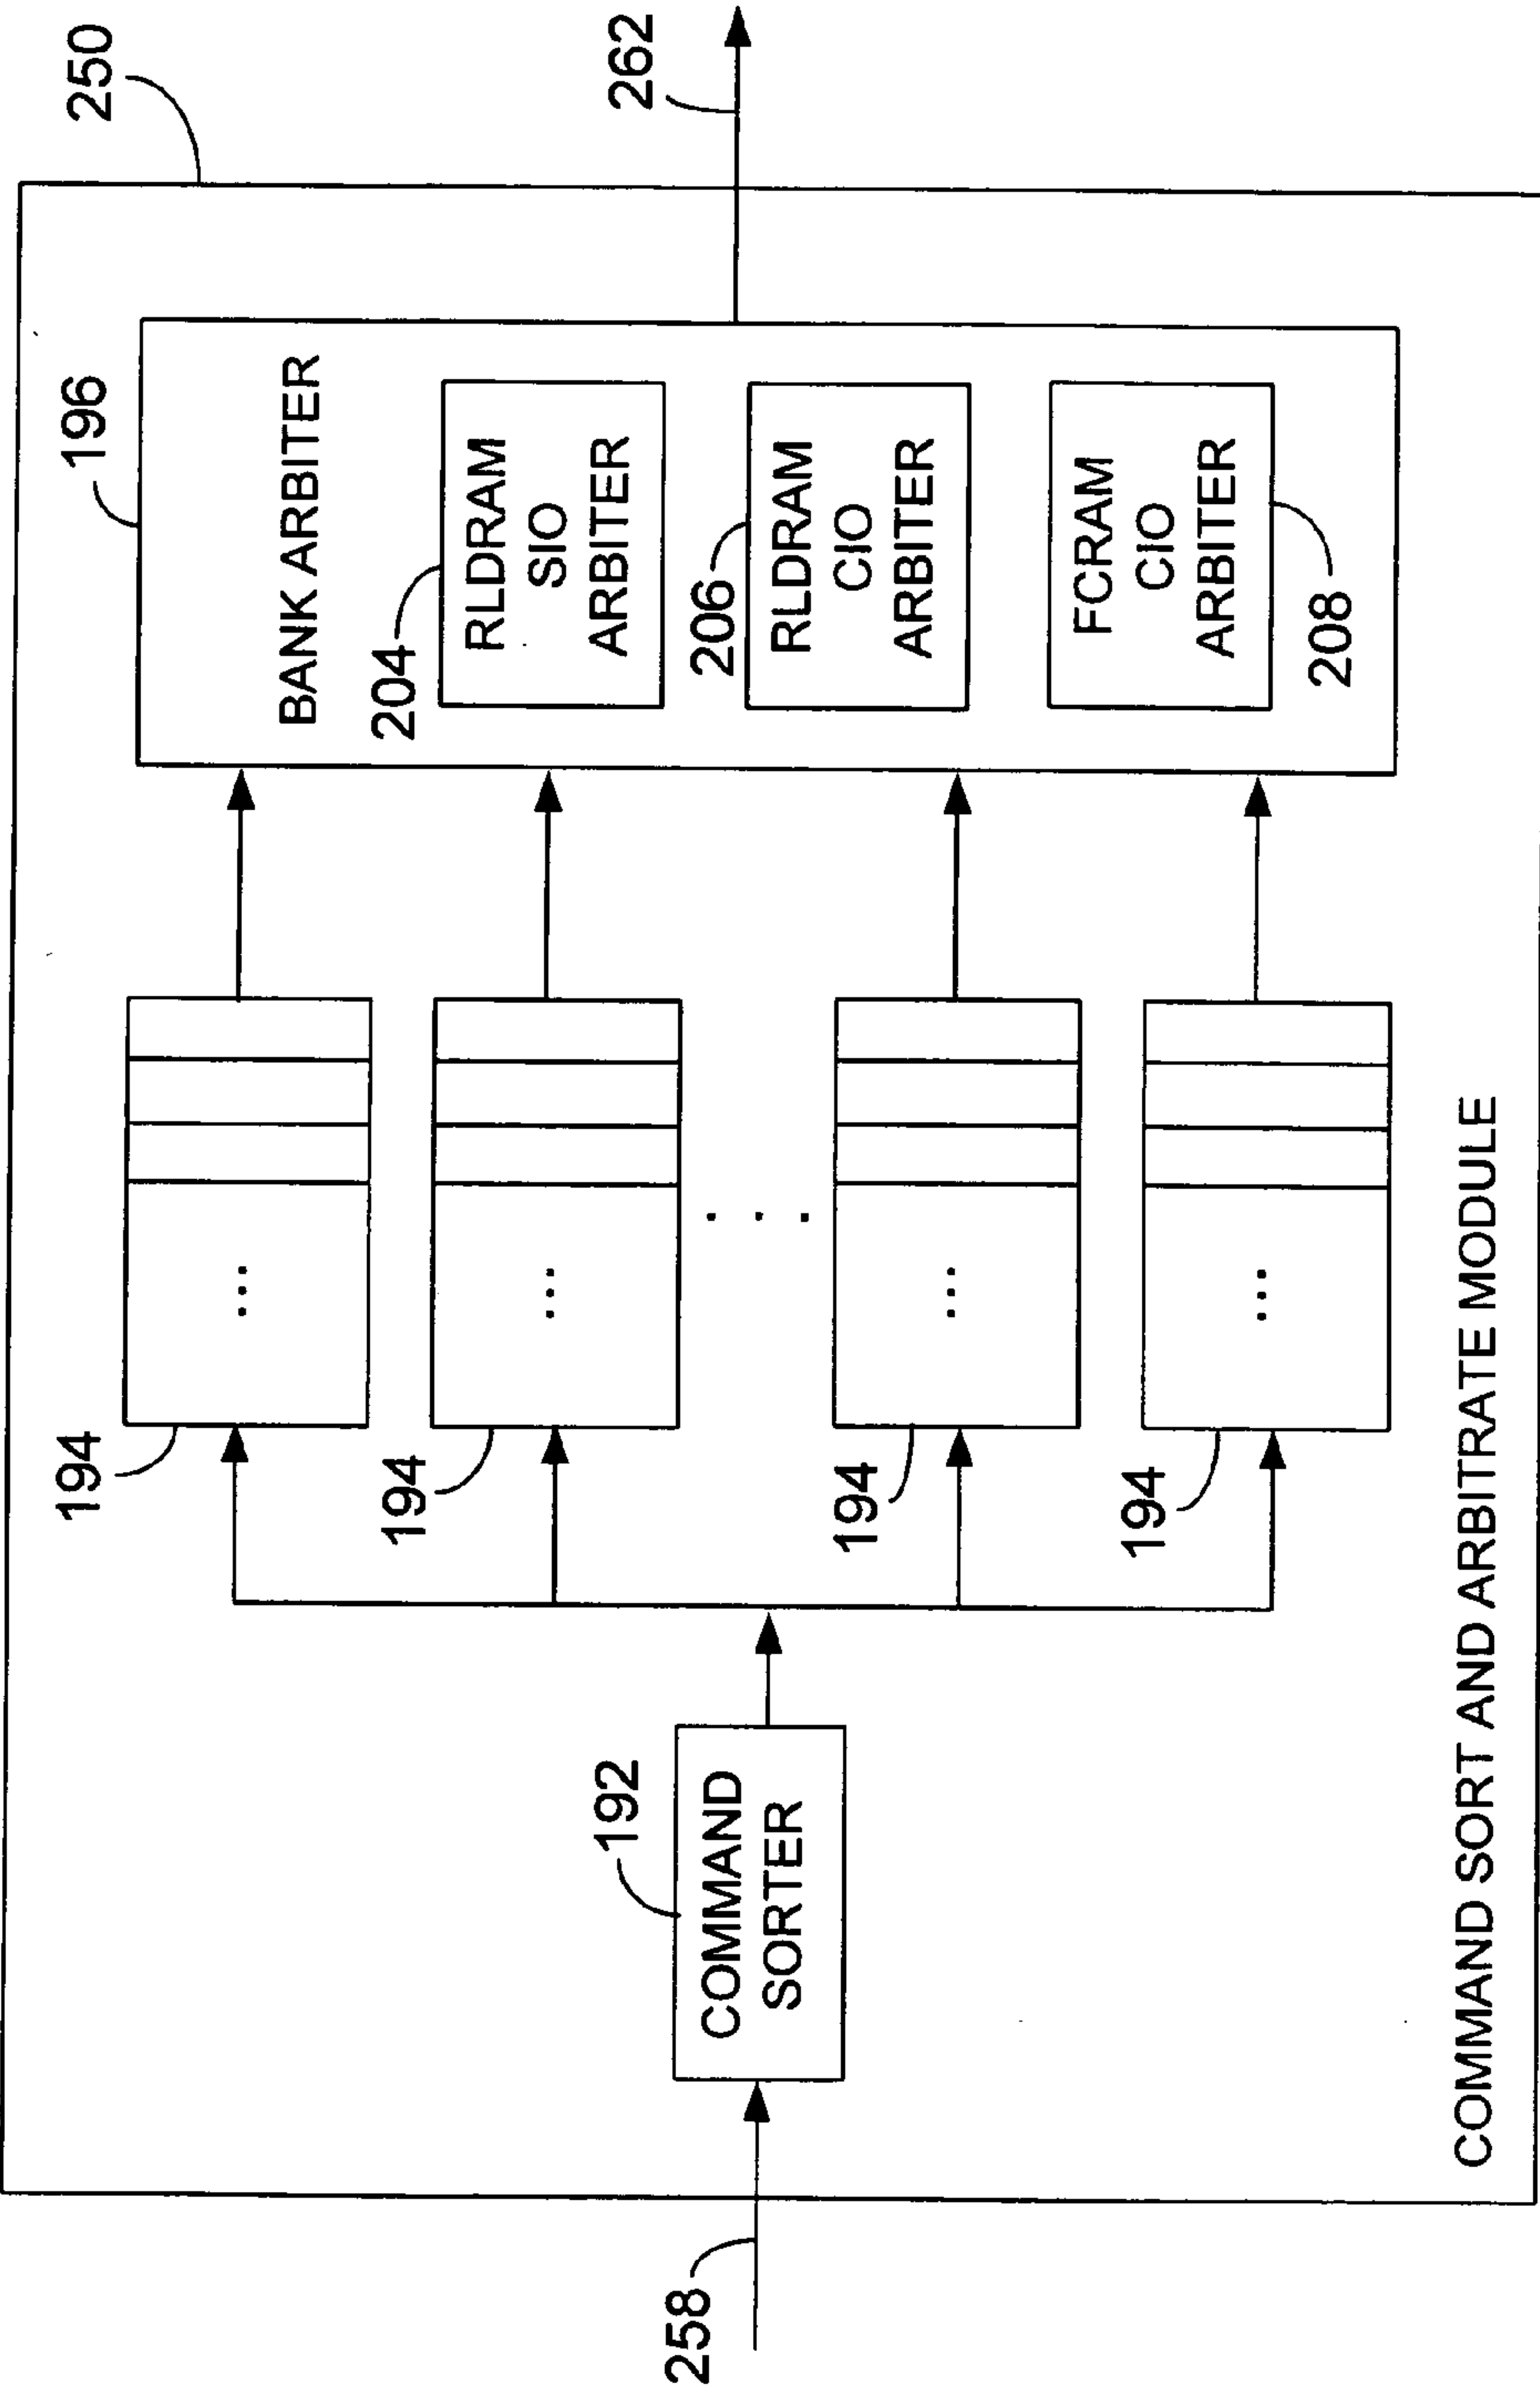 250
196
262
194
BANK ARBITER
204
RLDRAM
SIO
ARBITER
194
206
RLDRAM
CIO
ARBITER
192
COMMAND
SORTER
258
...
194
FCRAM
CIO
ARBITER
208
194
COMMAND SORT AND ARBITRATE MODULE